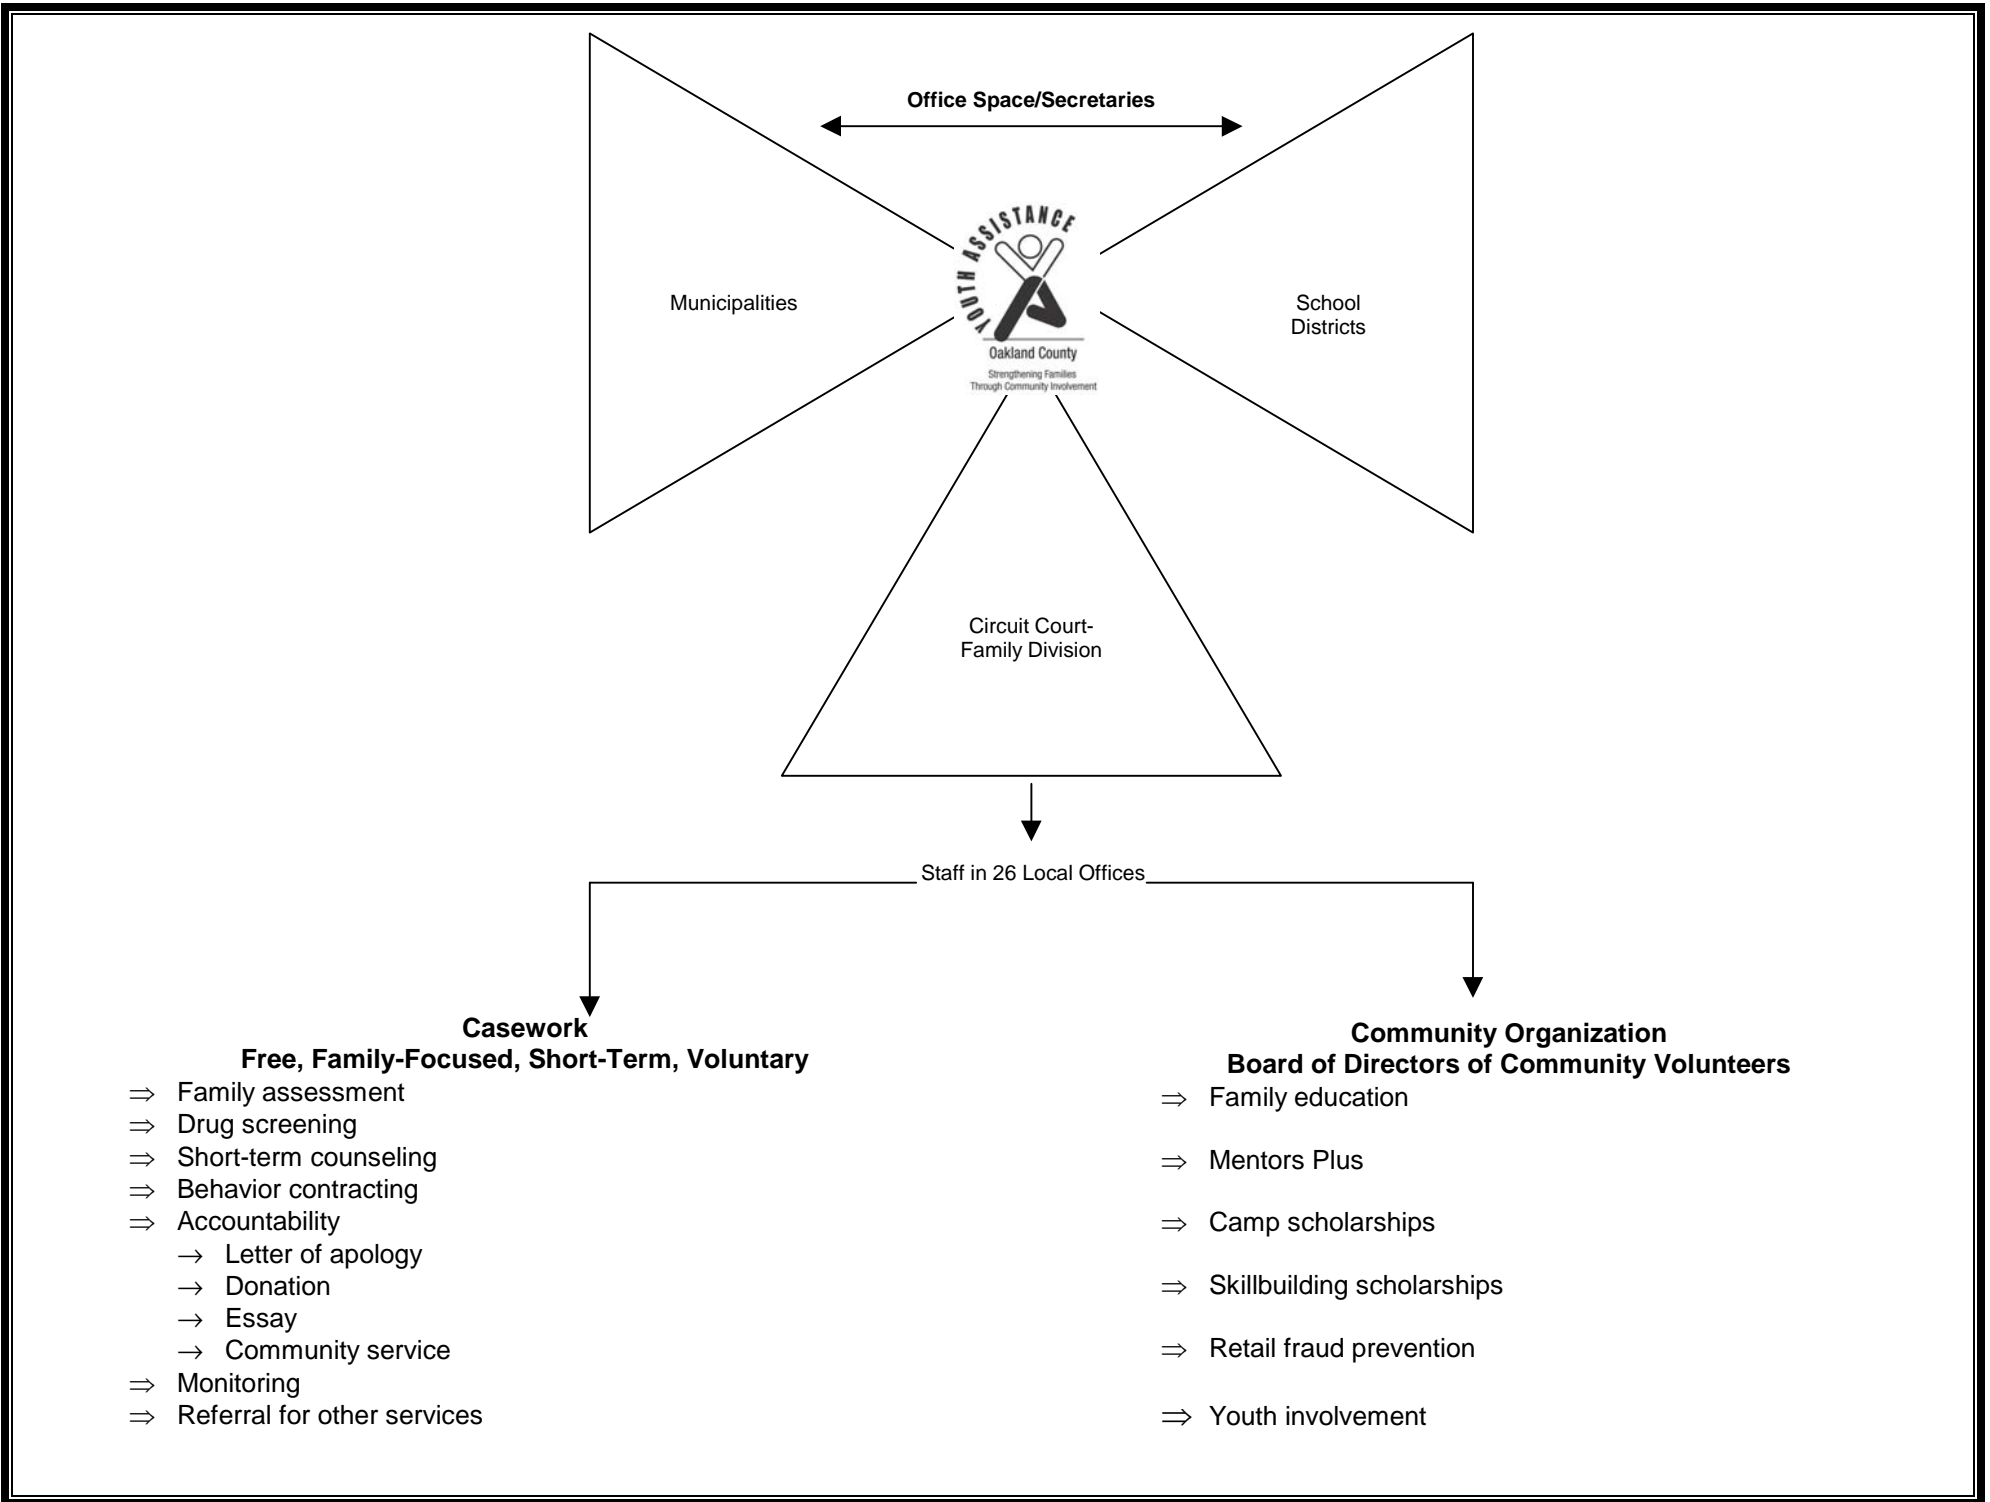 Office Space/Secretaries
YOUTH ASSISTANCE
Oakland County
Strengthening Families
Through Community Involvement
Municipalities
School
Districts
Circuit Court-
Family Division
Staff in 26 Local Offices
Casework
Free, Family-Focused, Short-Term, Voluntary
⇒ Family assessment
⇒ Drug screening
⇒ Short-term counseling
⇒ Behavior contracting
⇒ Accountability
→ Letter of apology
→ Donation
→ Essay
→ Community service
⇒ Monitoring
⇒ Referral for other services
Community Organization
Board of Directors of Community Volunteers
⇒ Family education
⇒ Mentors Plus
⇒ Camp scholarships
⇒ Skillbuilding scholarships
⇒ Retail fraud prevention
⇒ Youth involvement